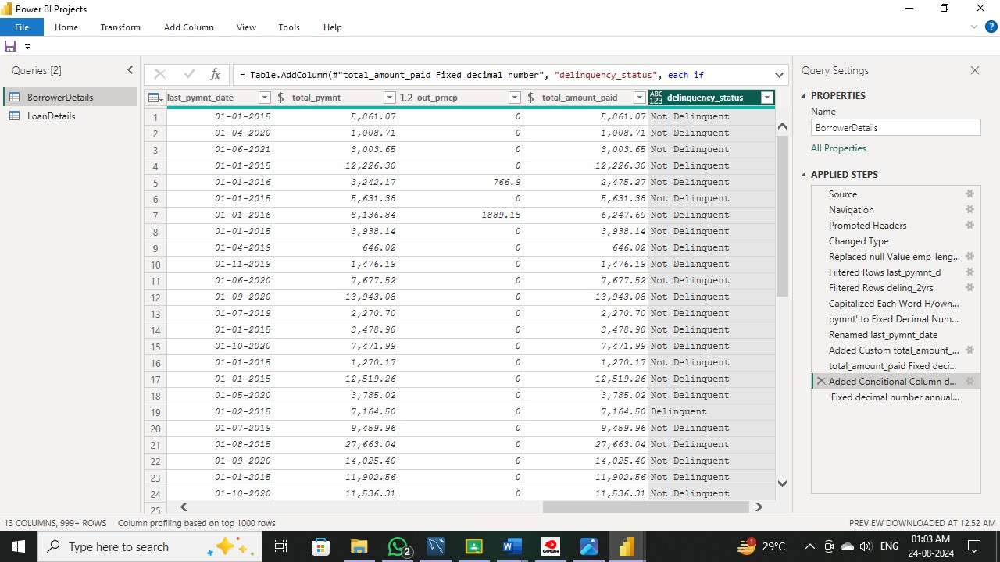 Power BI Projects
File Home Transform Add Column View Tools Help
Queries [2]
BorrowerDetails
LoanDetails
fx = Table.AddColumn(#"total_amount_paid Fixed decimal number", "delinquency_status", each if
last_pymnt_date $ total_pymnt 1.2 out_prncp $ total_amount_paid ABC 123 delinquency_status
1 01-01-2015 5,861.07 0 5,861.07 Not Delinquent
2 01-04-2020 1,008.71 0 1,008.71 Not Delinquent
3 01-06-2021 3,003.65 0 3,003.65 Not Delinquent
4 01-01-2015 12,226.30 0 12,226.30 Not Delinquent
5 01-01-2016 3,242.17 766.9 2,475.27 Not Delinquent
6 01-01-2015 5,631.38 0 5,631.38 Not Delinquent
7 01-01-2016 8,136.84 1889.15 6,247.69 Not Delinquent
8 01-01-2015 3,938.14 0 3,938.14 Not Delinquent
9 01-04-2019 646.02 0 646.02 Not Delinquent
10 01-11-2019 1,476.19 0 1,476.19 Not Delinquent
11 01-06-2020 7,677.52 0 7,677.52 Not Delinquent
12 01-09-2020 13,943.08 0 13,943.08 Not Delinquent
13 01-07-2019 2,270.70 0 2,270.70 Not Delinquent
14 01-01-2015 3,478.98 0 3,478.98 Not Delinquent
15 01-10-2020 7,471.99 0 7,471.99 Not Delinquent
16 01-01-2015 1,270.17 0 1,270.17 Not Delinquent
17 01-01-2015 12,519.26 0 12,519.26 Not Delinquent
18 01-05-2020 3,785.02 0 3,785.02 Not Delinquent
19 01-02-2015 7,164.50 0 7,164.50 Delinquent
20 01-07-2019 9,459.96 0 9,459.96 Not Delinquent
21 01-08-2015 27,663.04 0 27,663.04 Not Delinquent
22 01-09-2020 14,025.40 0 14,025.40 Not Delinquent
23 01-01-2015 11,902.56 0 11,902.56 Not Delinquent
24 01-10-2020 11,536.31 0 11,536.31 Not Delinquent
25
Query Settings
PROPERTIES
Name
BorrowerDetails
All Properties
APPLIED STEPS
Source
Navigation
Promoted Headers
Changed Type
Replaced null Value emp_leng...
Filtered Rows last_pymnt_d
Filtered Rows delinq_2yrs
Capitalized Each Word H/own...
pymnt' to Fixed Decimal Num...
Renamed last_pymnt_date
Added Custom total_amount_...
total_amount_paid Fixed deci...
Added Conditional Column d...
'Fixed decimal number annual...
13 COLUMNS, 999+ ROWS Column profiling based on top 1000 rows PREVIEW DOWNLOADED AT 12.52 AM
Type here to search 2 W GOtube 1 29°C ENG 01:03 AM
24-08-2024